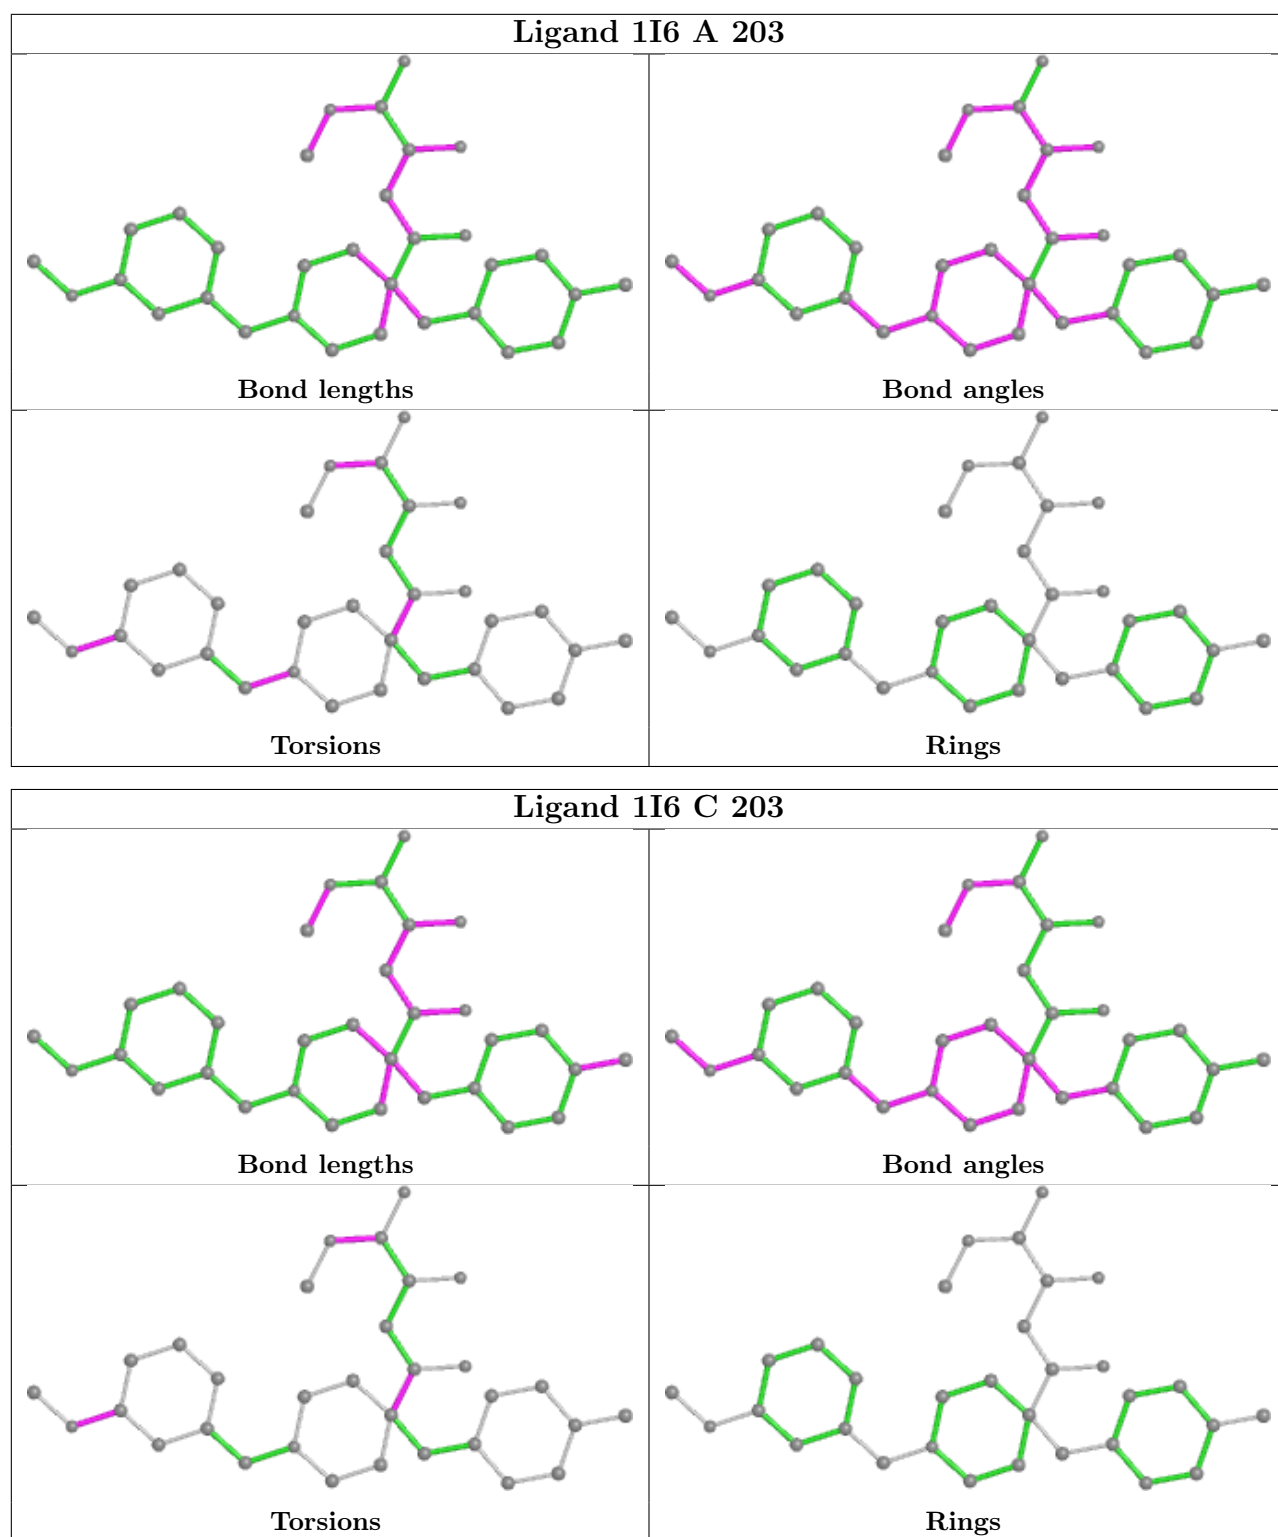 Ligand 1I6 A 203
Bond lengths
Bond angles
Torsions
Rings
Ligand 1I6 C 203
Bond lengths
Bond angles
Torsions
Rings